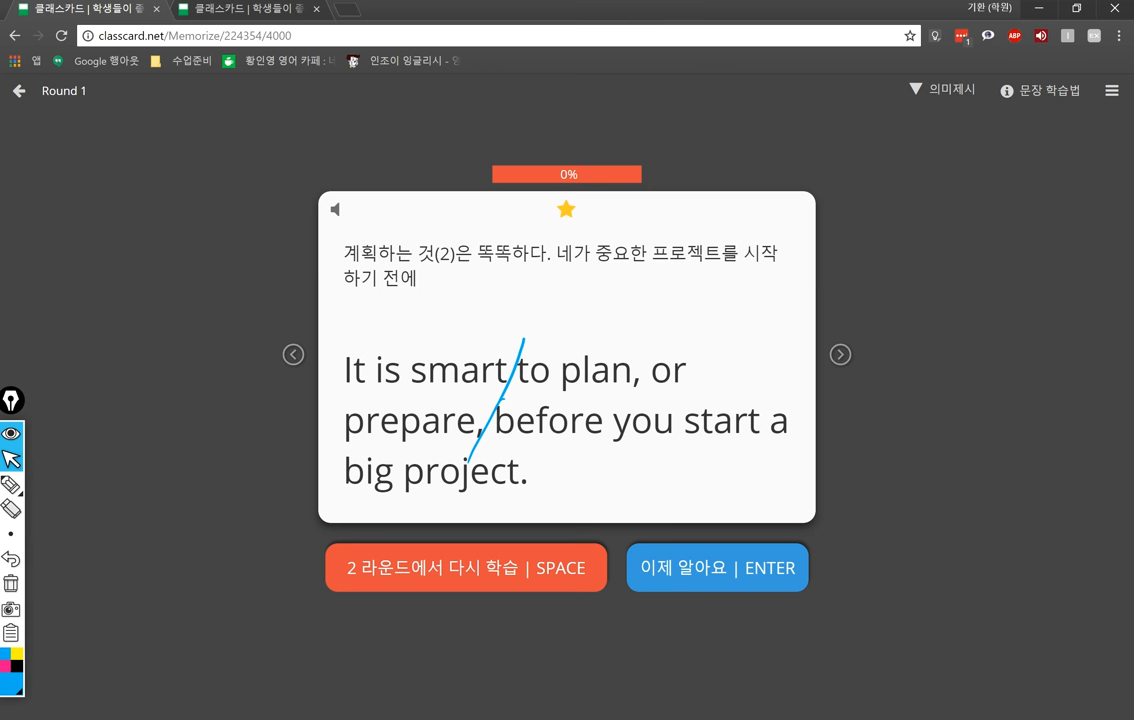 클래스카드 | 학생들이 좋
클래스카드 | 학생들이 좋
기환 (학원)
classcard.net/Memorize/224354/4000
1
ABP
앱
Google 행아웃
수업준비
황인영 영어 카페 : 네
인조이 잉글리시 - 잉
Round 1
의미제시
문장 학습법
0%
계획하는 것(2)은 똑똑하다. 네가 중요한 프로젝트를 시작
하기 전에
It is smart to plan, or
prepare, before you start a
big project.
2 라운드에서 다시 학습 | SPACE
이제 알아요 | ENTER